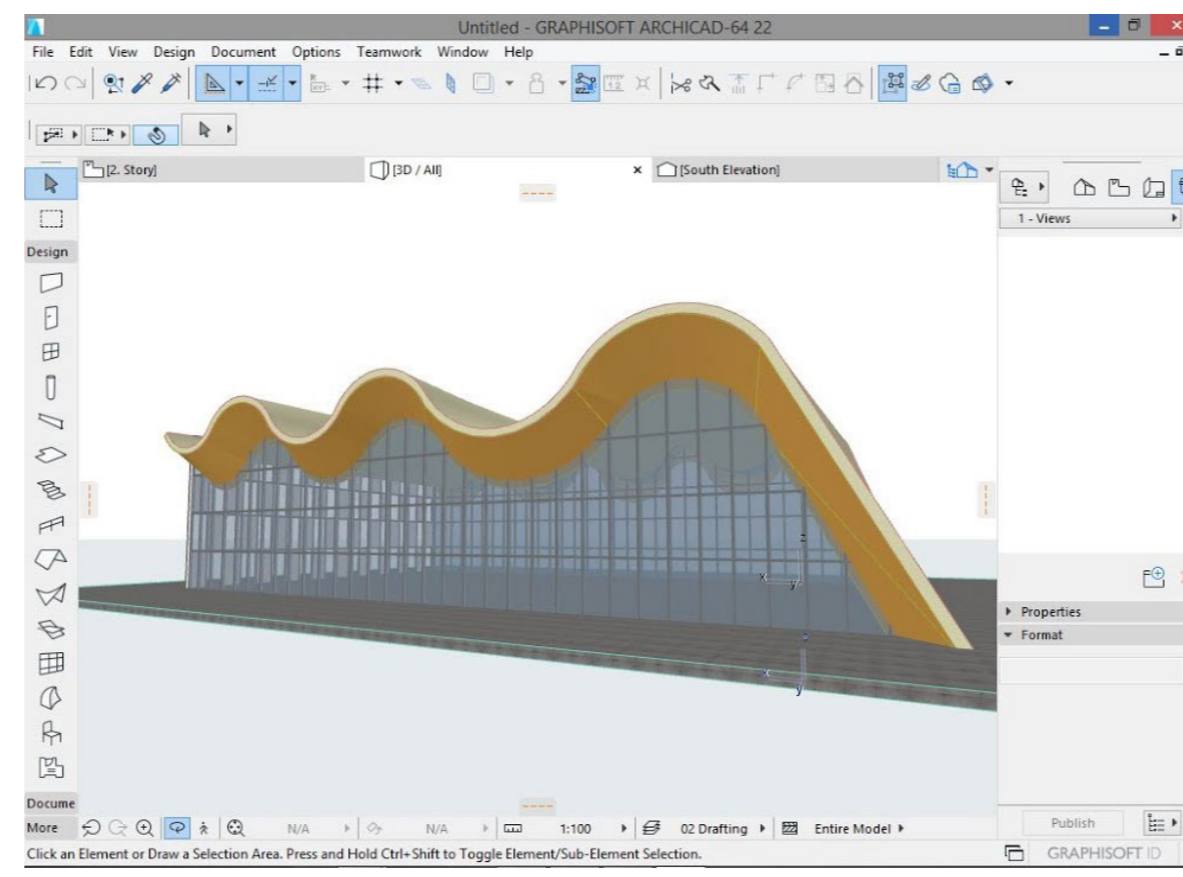 Untitled - GRAPHISOFT ARCHICAD-64 22
File Edit View Design Document Options Teamwork Window Help
[2. Story]
[3D / All]
[South Elevation]
1 - Views
Design
z
x
y
x
y
Properties
Format
Docume
More
N/A
N/A
1:100
02 Drafting
Entire Model
Publish
Click an Element or Draw a Selection Area. Press and Hold Ctrl+Shift to Toggle Element/Sub-Element Selection.
GRAPHISOFT ID